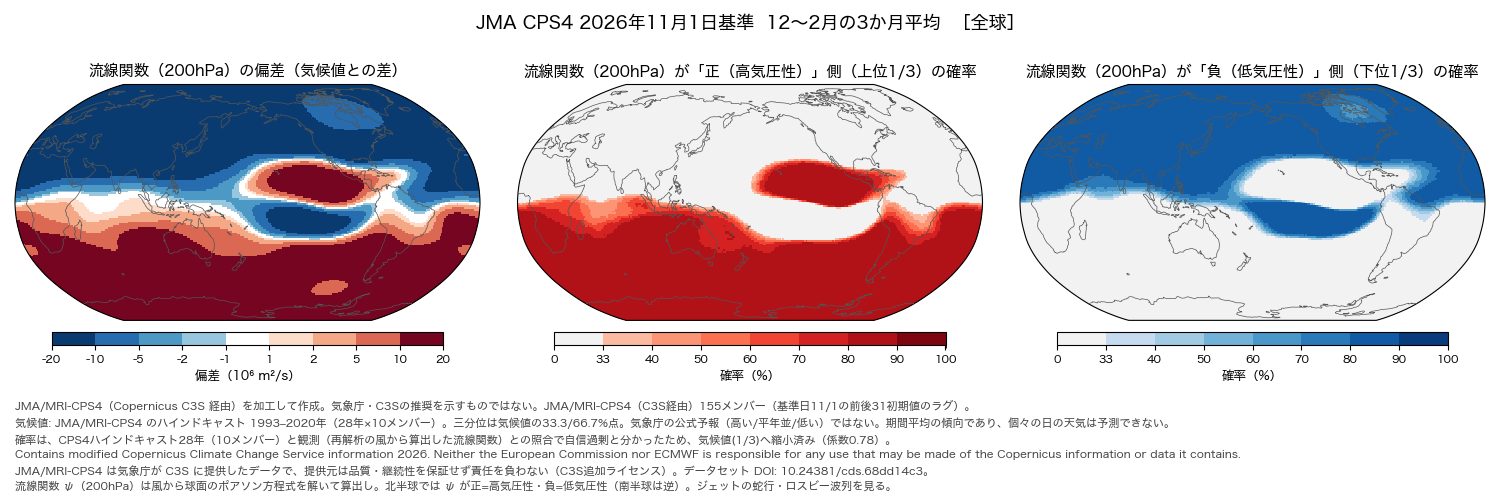 JMA CPS4 2026年11月1日基準 12～2月の3か月平均 ［全球］
流線関数（200hPa）の偏差（気候値との差）
流線関数（200hPa）が「正（高気圧性）」側（上位1/3）の確率
流線関数（200hPa）が「負（低気圧性）」側（下位1/3）の確率
-20 -10 -5 -2 -1 1 2 5 10 20
偏差（10⁶ m²/s）
0 33 40 50 60 70 80 90 100
確率（%）
0 33 40 50 60 70 80 90 100
確率（%）
JMA/MRI-CPS4（Copernicus C3S 経由）を加工して作成。気象庁・C3Sの推奨を示すものではない。JMA/MRI-CPS4（C3S経由）155メンバー（基準日11/1の前後31初期値のラグ）。
気候値: JMA/MRI-CPS4 のハインドキャスト 1993–2020年（28年×10メンバー）。三分位は気候値の33.3/66.7%点。気象庁の公式予報（高い/平年並/低い）ではない。期間平均の傾向であり、個々の日の天気は予測できない。
確率は、CPS4ハインドキャスト28年（10メンバー）と観測（再解析の風から算出した流線関数）との照合で自信過剰と分かったため、気候値(1/3)へ縮小済み（係数0.78）。
Contains modified Copernicus Climate Change Service information 2026. Neither the European Commission nor ECMWF is responsible for any use that may be made of the Copernicus information or data it contains.
JMA/MRI-CPS4 は気象庁が C3S に提供したデータで、提供元は品質・継続性を保証せず責任を負わない（C3S追加ライセンス）。データセット DOI: 10.24381/cds.68dd14c3。
流線関数 ψ（200hPa）は風から球面のポアソン方程式を解いて算出し。北半球では ψ が正=高気圧性・負=低気圧性（南半球は逆）。ジェットの蛇行・ロスビー波列を見る。